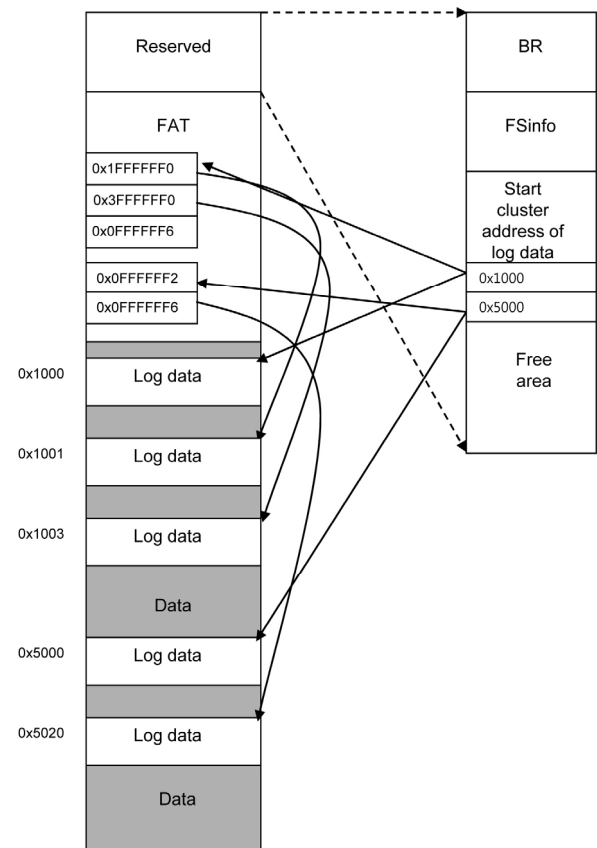 Reserved
FAT
0x1FFFFFF0
0x3FFFFFF0
0x0FFFFFF6
0x0FFFFFF2
0x0FFFFFF6
0x1000
Log data
0x1001
Log data
0x1003
Log data
Data
0x5000
Log data
0x5020
Log data
Data
BR
FSinfo
Start
cluster
address of
log data
0x1000
0x5000
Free
area